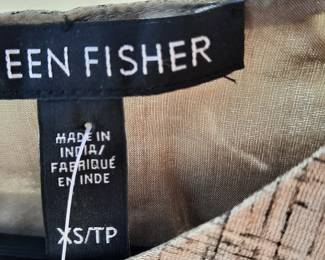 EEN FISHER
MADE IN
INDIA/
FABRIQUÉ
EN INDE
XS/TP